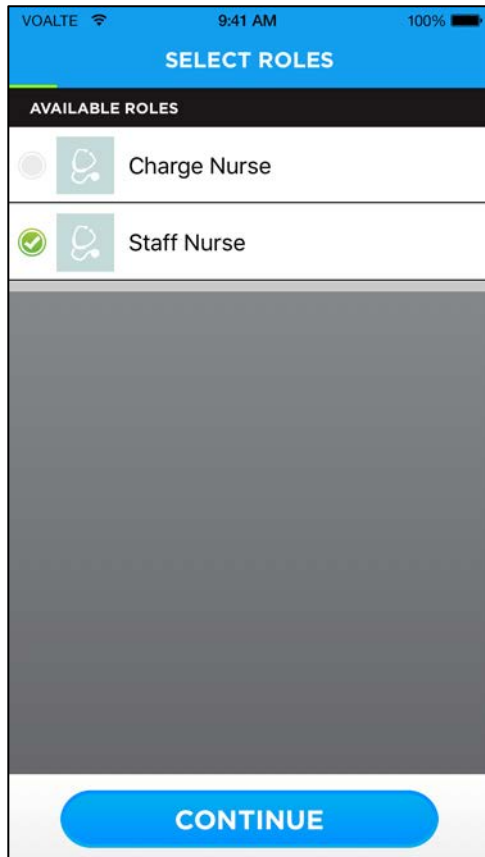 VOALTE 9:41 AM 100%
SELECT ROLES
AVAILABLE ROLES
Charge Nurse
Staff Nurse
CONTINUE